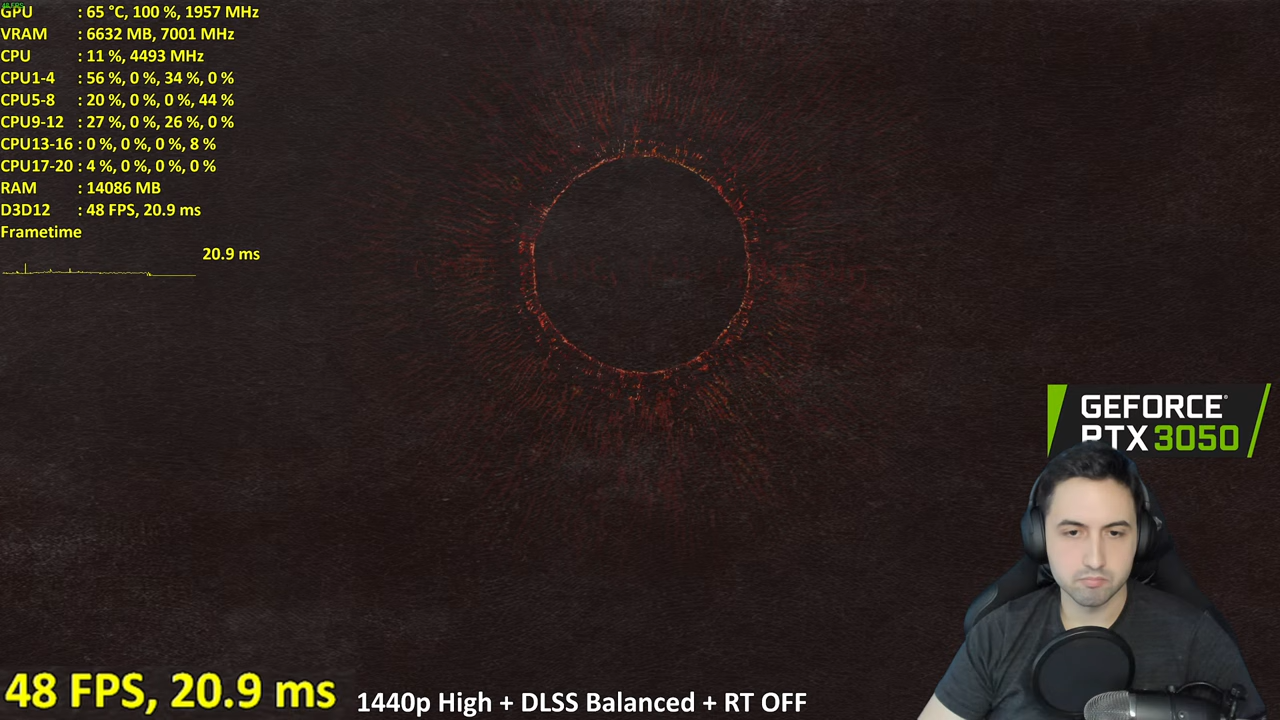 GPU : 65 °C, 100 %, 1957 MHz
VRAM : 6632 MB, 7001 MHz
CPU : 11 %, 4493 MHz
CPU1-4 : 56 %, 0 %, 34 %, 0 %
CPU5-8 : 20 %, 0 %, 0 %, 44 %
CPU9-12 : 27 %, 0 %, 26 %, 0 %
CPU13-16 : 0 %, 0 %, 0 %, 8 %
CPU17-20 : 4 %, 0 %, 0 %, 0 %
RAM : 14086 MB
D3D12 : 48 FPS, 20.9 ms
Frametime
20.9 ms
GEFORCE
RTX 3050
48 FPS, 20.9 ms
1440p High + DLSS Balanced + RT OFF